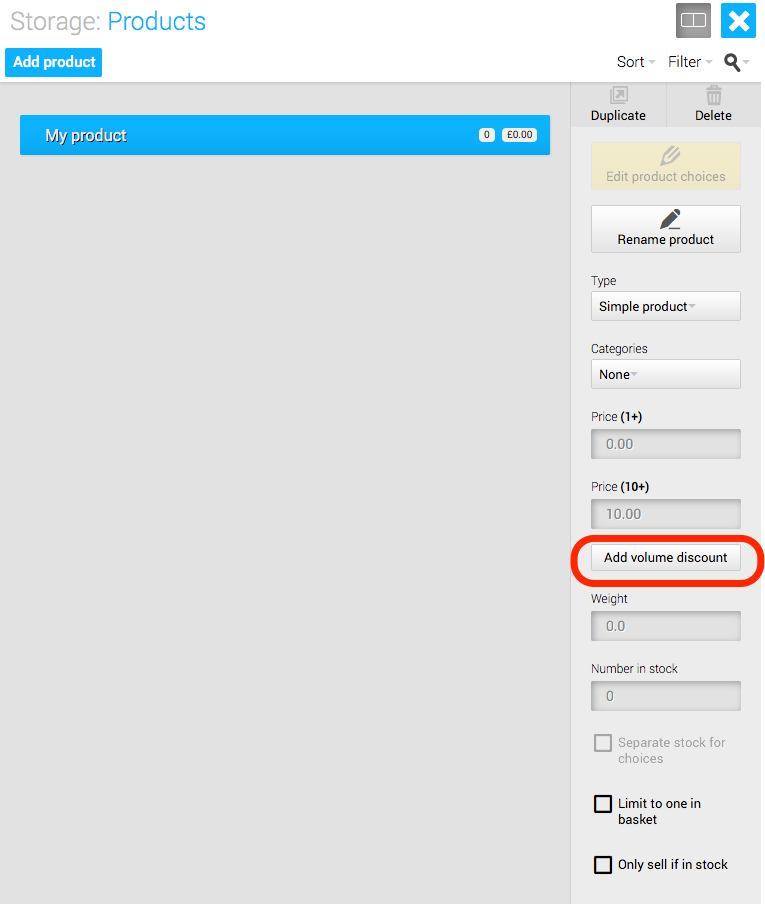 Storage: Products
Add product
Sort
Filter
My product
0
£0.00
Duplicate
Delete
Edit product choices
Rename product
Type
Simple product
Categories
None
Price (1+)
0.00
Price (10+)
10.00
Add volume discount
Weight
0.0
Number in stock
0
Separate stock for
choices
Limit to one in
basket
Only sell if in stock